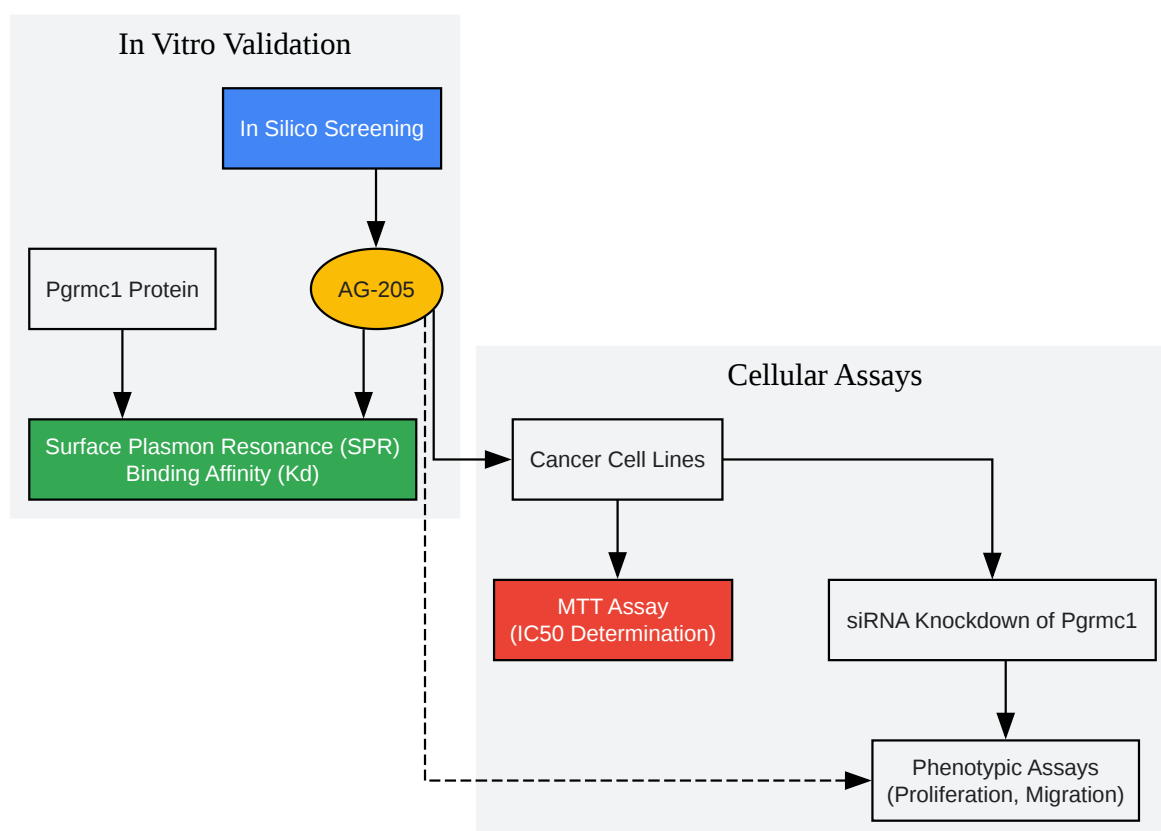 In Vitro Validation
In Silico Screening
Pgrmc1 Protein
AG-205
Surface Plasmon Resonance (SPR)
Binding Affinity (Kd)
Cellular Assays
Cancer Cell Lines
MTT Assay
(IC50 Determination)
siRNA Knockdown of Pgrmc1
Phenotypic Assays
(Proliferation, Migration)